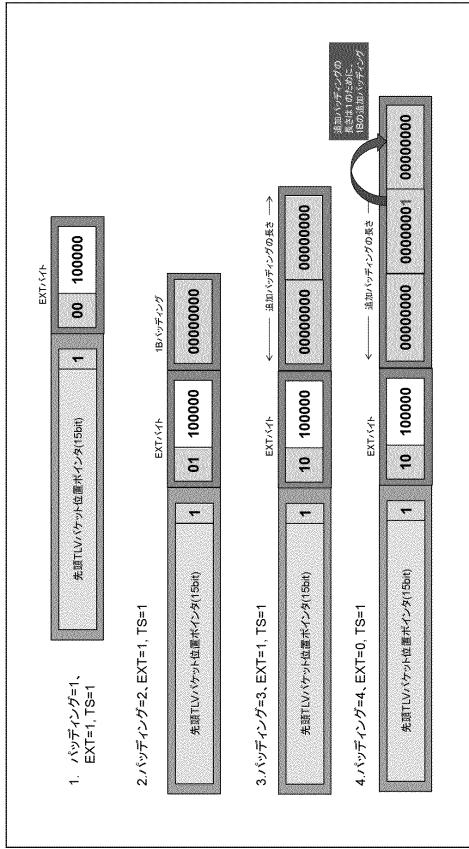 1. パッディング=1、
EXT=1, TS=1
先頭TLVパケット位置ポインタ(15bit)
1
EXTバイト
00
100000
2.パッディング=2、EXT=1, TS=1
先頭TLVパケット位置ポインタ(15bit)
1
EXTバイト
01
100000
1Bパッディング
00000000
3.パッディング=3、EXT=1, TS=1
先頭TLVパケット位置ポインタ(15bit)
1
EXTバイト
10
100000
追加パッディングの長さ
00000000
00000000
4.パッディング=4、EXT=0, TS=1
先頭TLVパケット位置ポインタ(15bit)
1
EXTバイト
10
100000
追加パッディングの長さ
00000000
00000001
00000000
追加パッディングの
長さは1のために、
1Bの追加パッディング